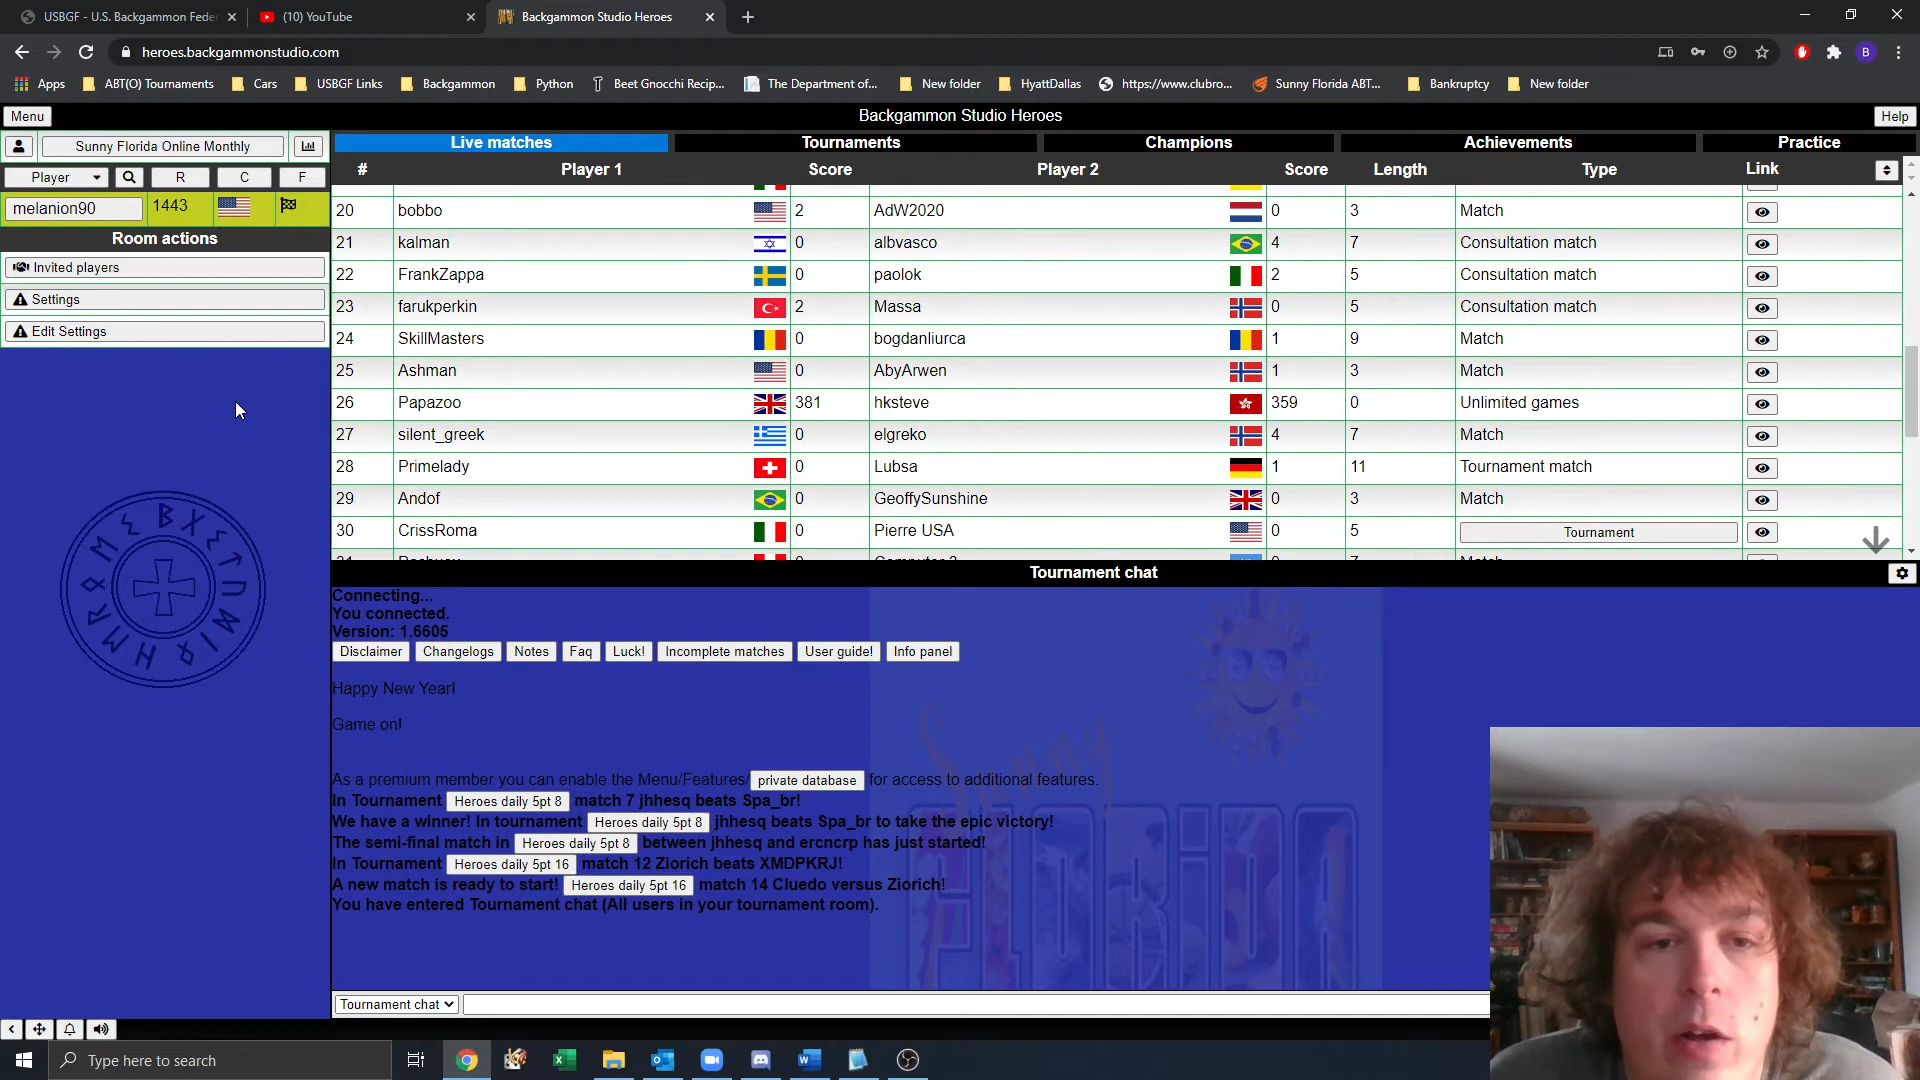 USBGF - U.S. Backgammon Feder
(10) YouTube
Backgammon Studio Heroes
heroes.backgammonstudio.com
Apps
ABT(O) Tournaments
Cars
USBGF Links
Backgammon
Python
Beet Gnocchi Recip...
The Department of...
New folder
HyattDallas
https://www.clubro...
Sunny Florida ABT...
Bankruptcy
New folder
Menu
Backgammon Studio Heroes
Help
Sunny Florida Online Monthly
Live matches
Tournaments
Champions
Achievements
Practice
Player
R
C
F
# Player 1 Score Player 2 Score Length Type Link
melanion90 1443
Room actions
Invited players
Settings
Edit Settings
20 bobbo 2 AdW2020 0 3 Match
21 kalman 0 albvasco 4 7 Consultation match
22 FrankZappa 0 paolok 2 5 Consultation match
23 farukperkin 2 Massa 0 5 Consultation match
24 SkillMasters 0 bogdanliurca 1 9 Match
25 Ashman 0 AbyArwen 1 3 Match
26 Papazoo 381 hksteve 359 0 Unlimited games
27 silent_greek 0 elgreko 4 7 Match
28 Primelady 0 Lubsa 1 11 Tournament match
29 Andof 0 GeoffySunshine 0 3 Match
30 CrissRoma 0 Pierre USA 0 5 Tournament
Tournament chat
Connecting...
You connected.
Version: 1.6605
Disclaimer Changelogs Notes Faq Luck! Incomplete matches User guide! Info panel
Happy New Year!
Game on!
As a premium member you can enable the Menu/Features/ private database for access to additional features.
In Tournament Heroes daily 5pt 8 match 7 jhhesq beats Spa_br!
We have a winner! In tournament Heroes daily 5pt 8 jhhesq beats Spa_br to take the epic victory!
The semi-final match in Heroes daily 5pt 8 between jhhesq and ercncrp has just started!
In Tournament Heroes daily 5pt 16 match 12 Ziorich beats XMDPKRJ!
A new match is ready to start! Heroes daily 5pt 16 match 14 Cluedo versus Ziorich!
You have entered Tournament chat (All users in your tournament room).
Sunny
FLORIDA
Tournament chat
Type here to search